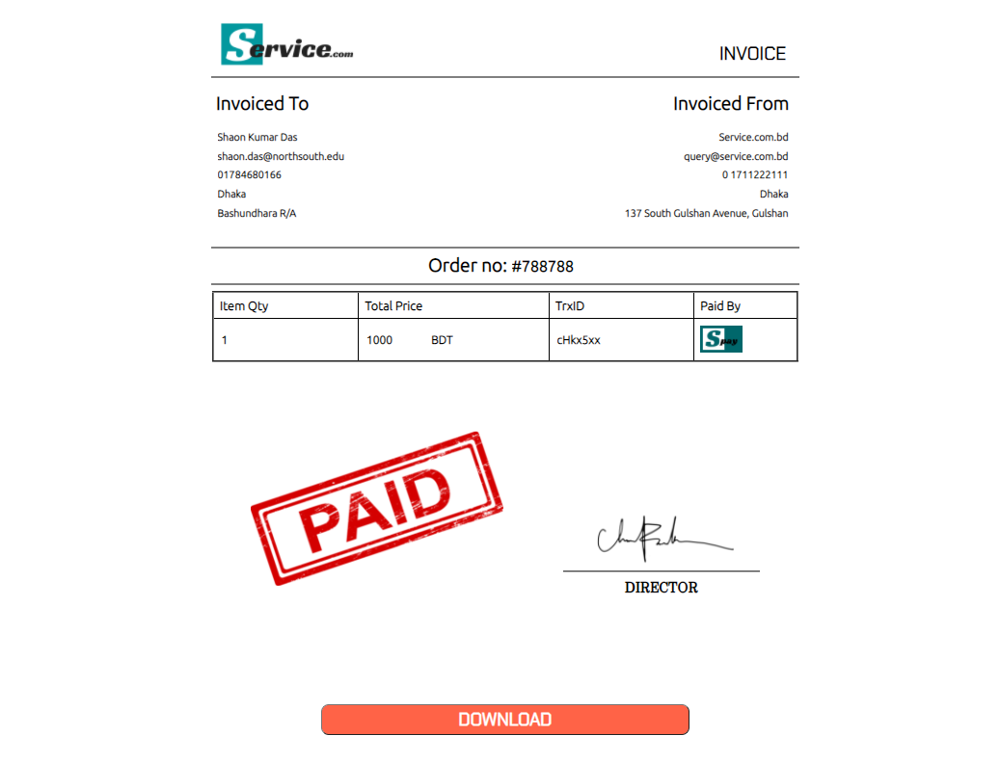 Service.com
INVOICE
Invoiced To
Invoiced From
Shaon Kumar Das
Service.com.bd
shaon.das@northsouth.edu
query@service.com.bd
01784680166
0 1711222111
Dhaka
Dhaka
Bashundhara R/A
137 South Gulshan Avenue, Gulshan
Order no: #788788
Item Qty Total Price TrxID Paid By
1 1000 BDT cHkx5xx Spay
PAID
DIRECTOR
DOWNLOAD